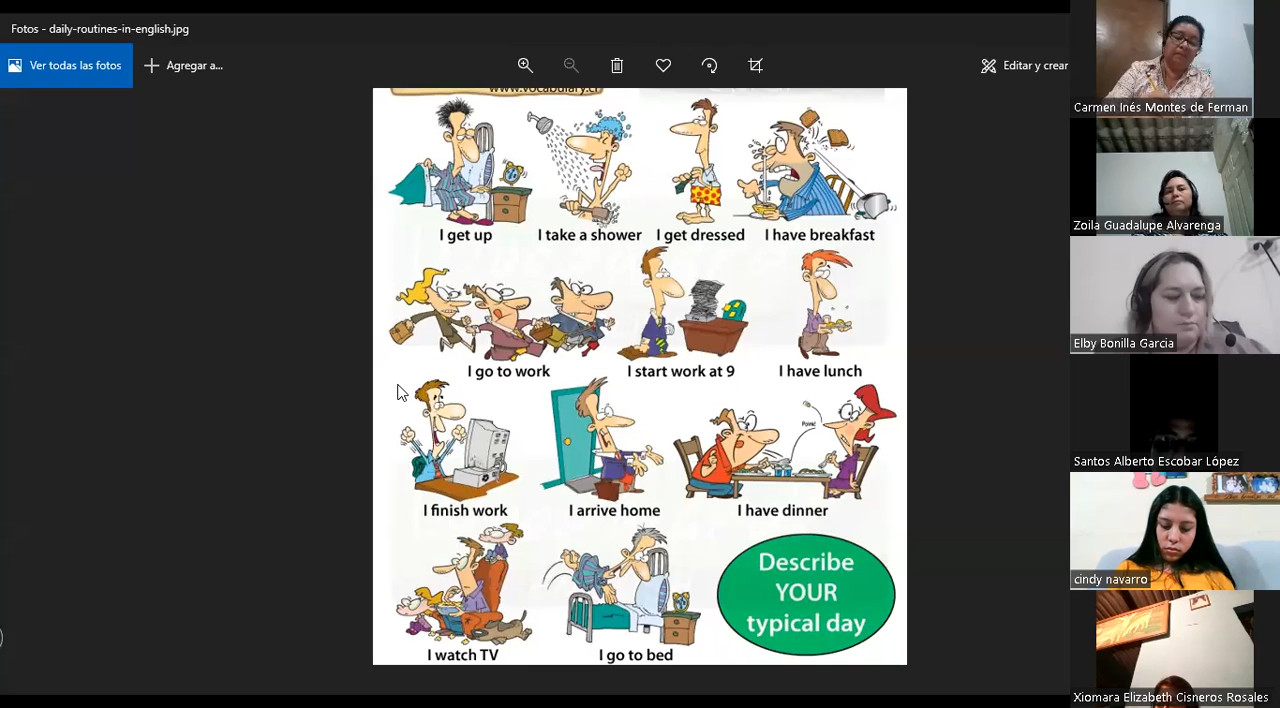 Fotos - daily-routines-in-english.jpg
Ver todas las fotos
Agregar a...
Editar y crear
www.vocabulary.cl
I get up
I take a shower
I get dressed
I have breakfast
I go to work
I start work at 9
I have lunch
I finish work
I arrive home
I have dinner
I watch TV
I go to bed
Describe
YOUR
typical day
Carmen Inés Montes de Ferman
Zoila Guadalupe Alvarenga
Elby Bonilla Garcia
Santos Alberto Escobar López
cindy navarro
Xiomara Elizabeth Cisneros Rosales